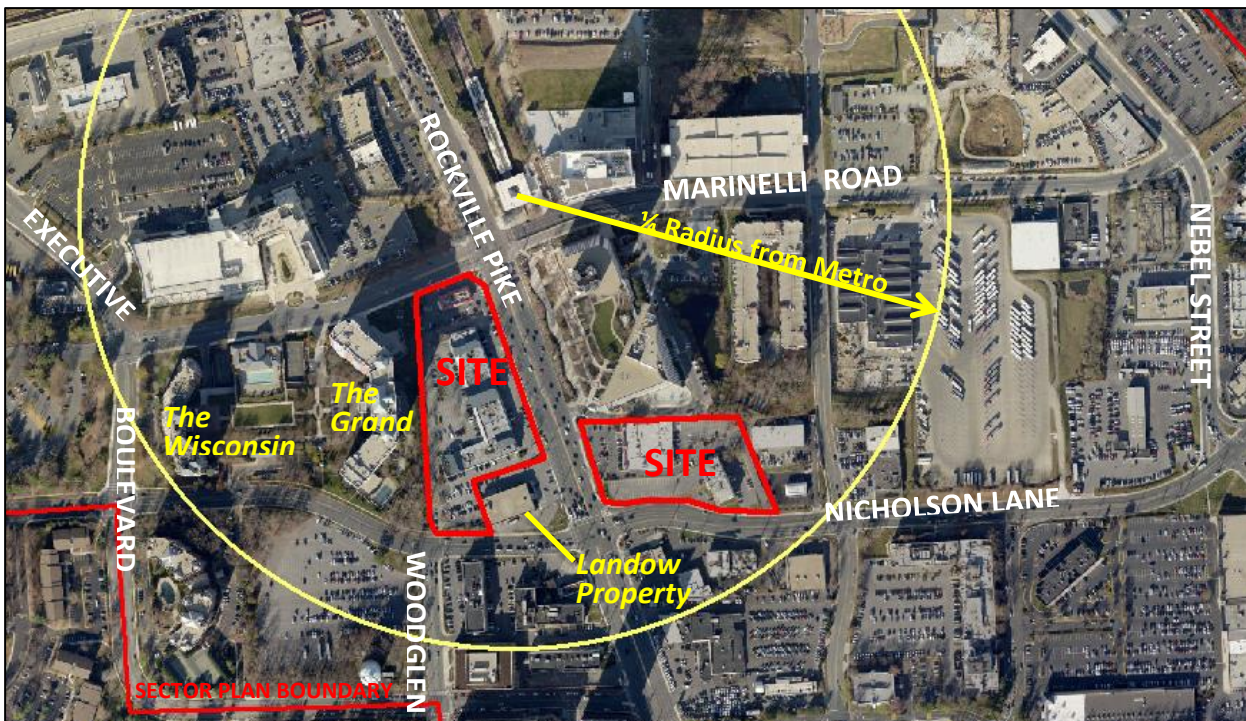 ROCKVILLE PIKE
MARINELLI ROAD
¼ Radius from Metro
EXECUTIVE
BOULEVARD
NEBEL STREET
SITE
The
Grand
The
Wisconsin
SITE
NICHOLSON LANE
Landow
Property
WOODGLEN
SECTOR PLAN BOUNDARY